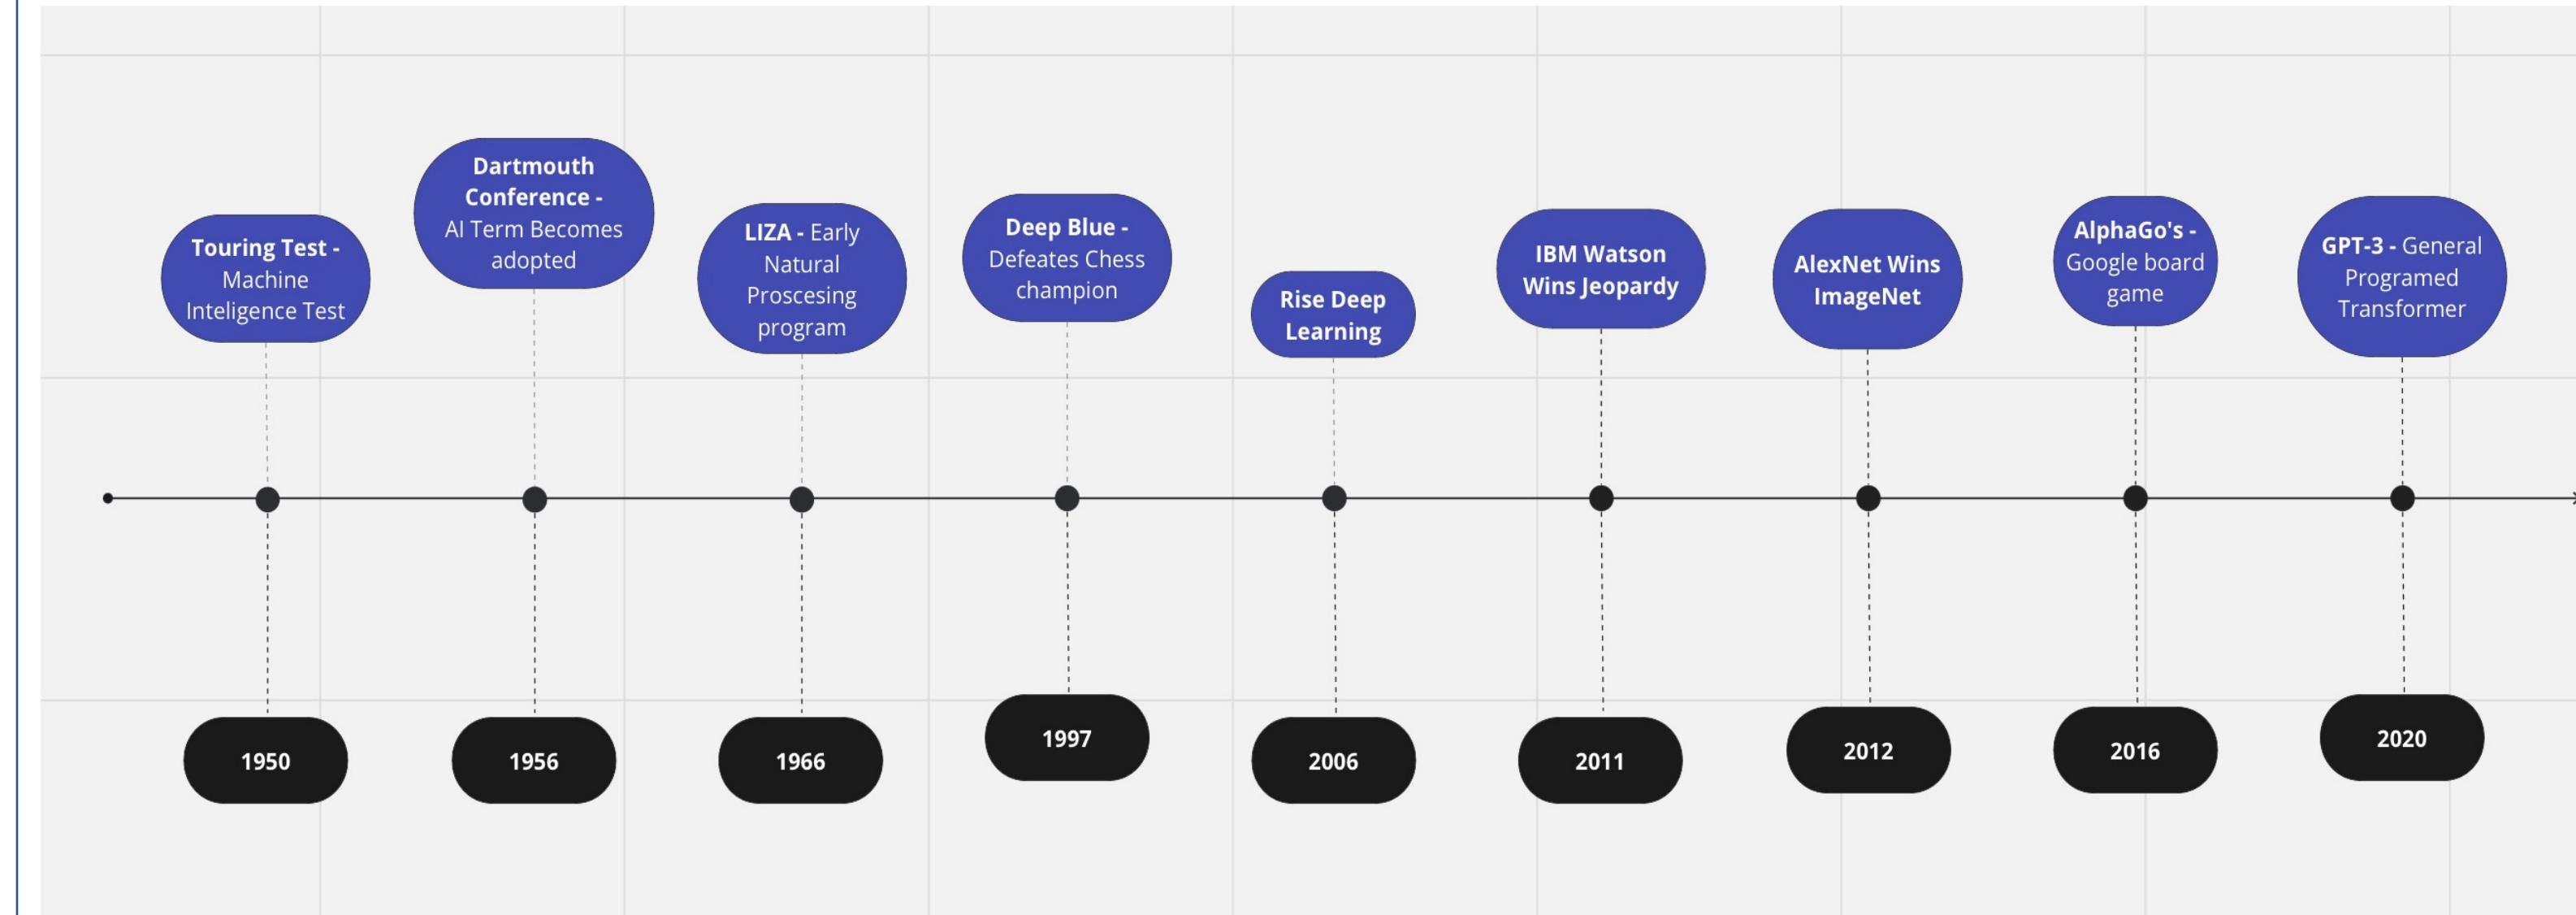 Touring Test -
Machine
Inteligence Test
Dartmouth
Conference -
AI Term Becomes
adopted
LIZA - Early
Natural
Proscesing
program
Deep Blue -
Defeates Chess
champion
Rise Deep
Learning
IBM Watson
Wins Jeopardy
AlexNet Wins
ImageNet
AlphaGo's -
Google board
game
GPT-3 - General
Programed
Transformer
1950
1956
1966
1997
2006
2011
2012
2016
2020